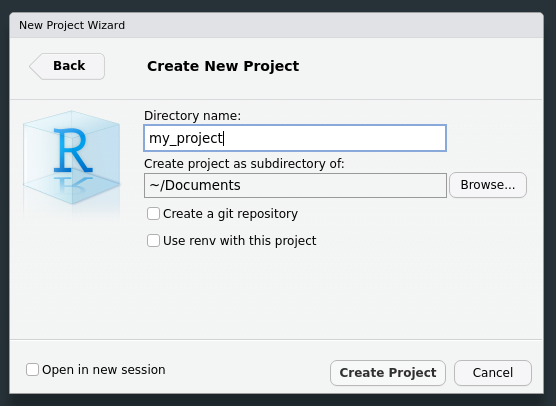 New Project Wizard
Back
Create New Project
R
Directory name:
my_project
Create project as subdirectory of:
~/Documents
Browse...
Create a git repository
Use renv with this project
Open in new session
Create Project
Cancel